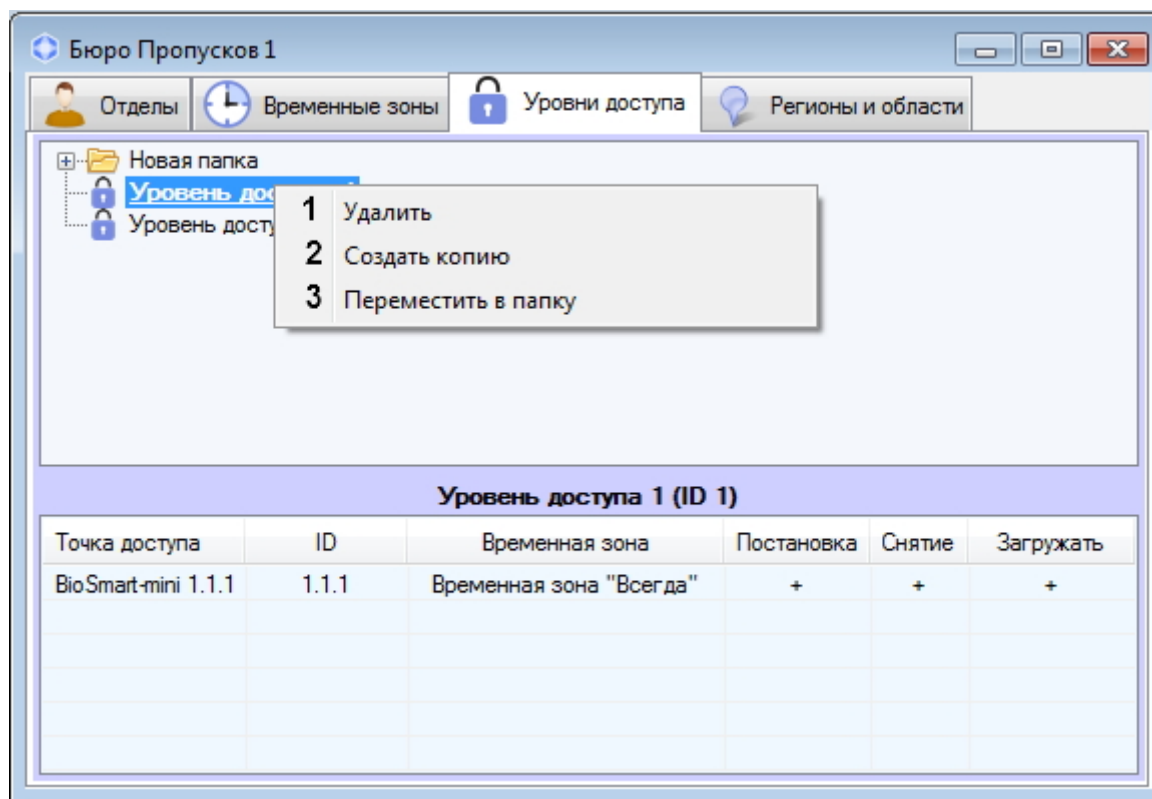 Бюро Пропусков 1
Отделы Временные зоны Уровни доступа Регионы и области
Новая папка
Уровень
Уровень
1 Удалить
2 Создать копию
3 Переместить в папку
Уровень доступа 1 (ID 1)
Точка доступа ID Временная зона Постановка Снятие Загружать
BioSmart-mini 1.1.1 1.1.1 Временная зона "Всегда" + + +